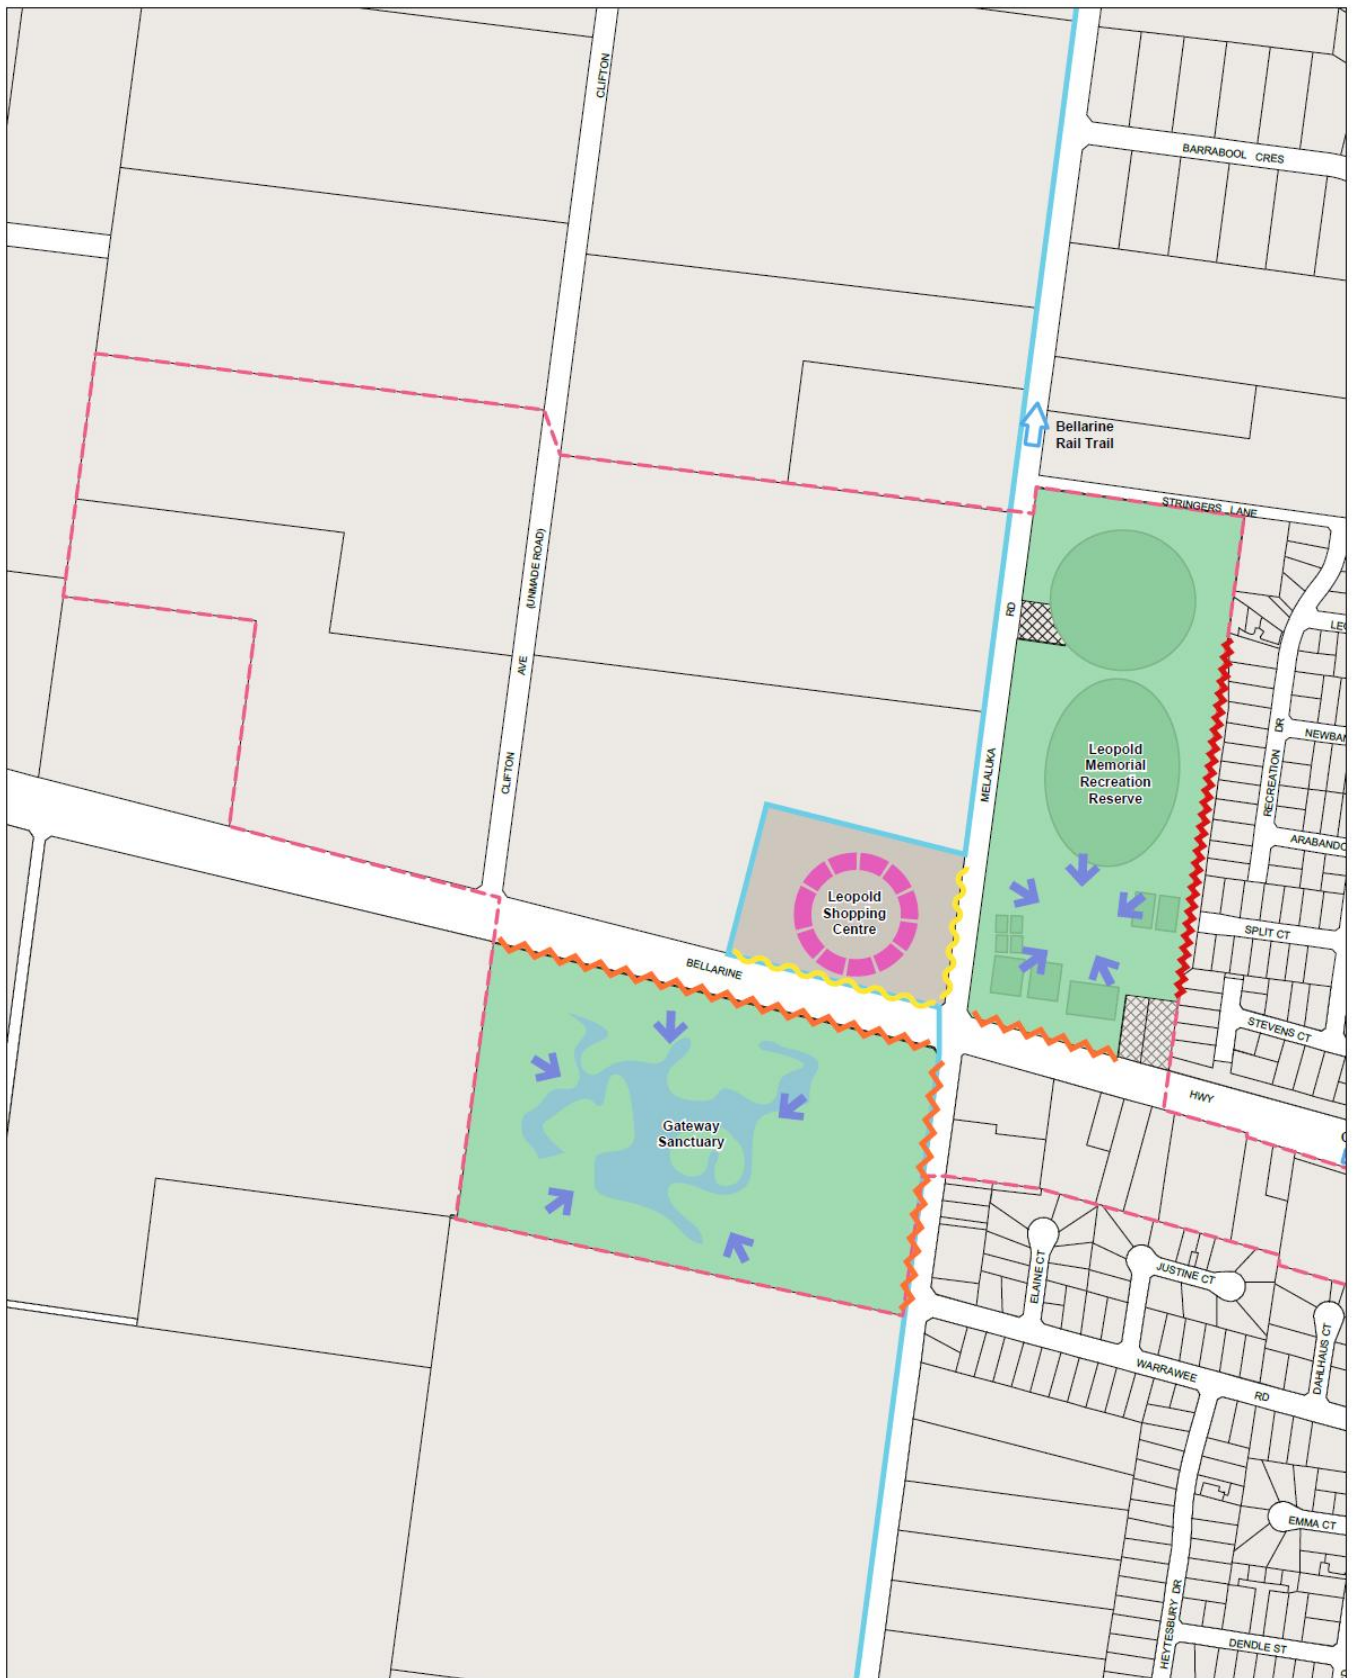 CLIFTON
BARRABOOL CRES
Bellarine
Rail Trail
STRINGERS LANE
(UNMADE ROAD)
RD
AVE
CLIFTON
MELALUKA
Leopold
Memorial
Recreation
Reserve
RECREATION DR
ARABANDO
Leopold
Shopping
Centre
SPLIT CT
BELLARINE
STEVENS CT
HWY
Gateway
Sanctuary
ELAINE CT
JUSTINE CT
DAHLHAUS CT
WARRAWEE
RD
EMMA CT
HEYTESBURY DR
DENDLE ST